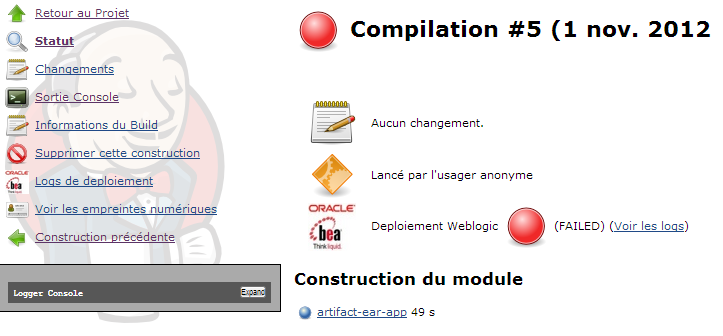 Retour au Projet
Statut
Changements
Sortie Console
Informations du Build
Supprimer cette construction
ORACLE
bea
Logs de deploiement
Voir les empreintes numériques
Construction précédente
Logger Console
Expand
Compilation #5 (1 nov. 2012
Aucun changement.
Lancé par l'usager anonyme
ORACLE
bea
Think liquid.
Deploiement Weblogic (FAILED) (Voir les logs)
Construction du module
artifact-ear-app 49 s